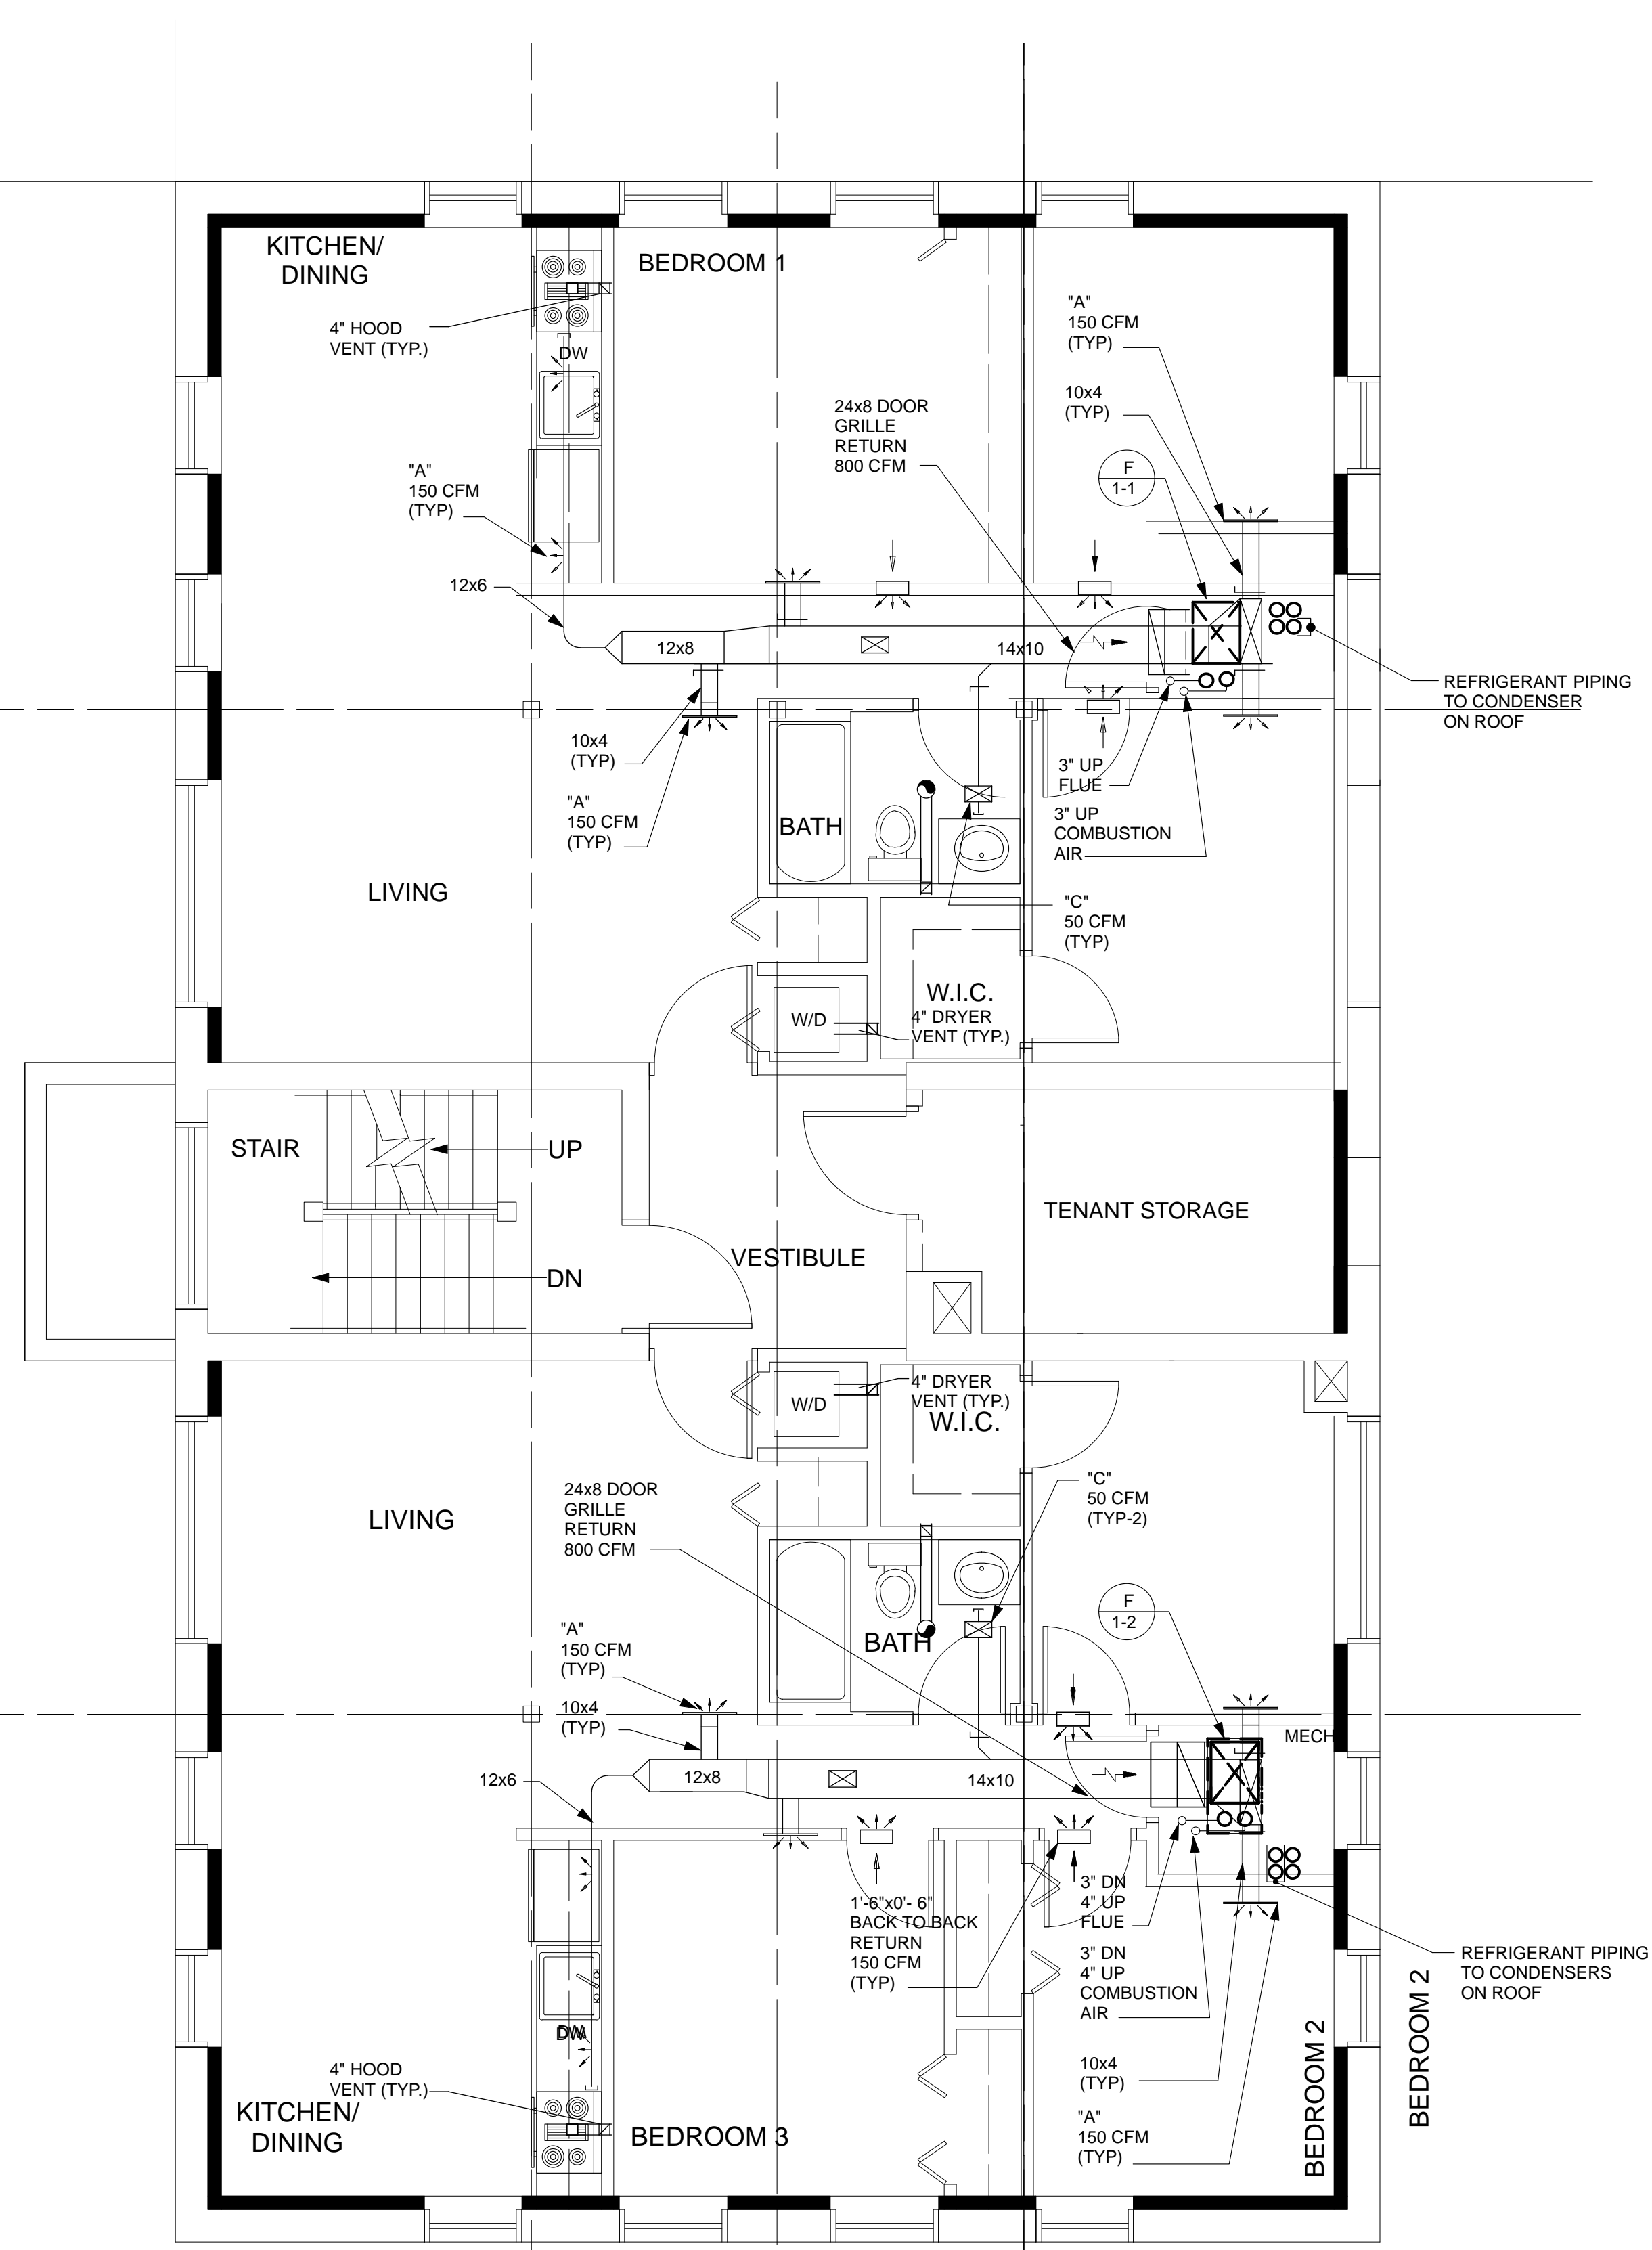 KITCHEN/
DINING
BEDROOM 1
4" HOOD
VENT (TYP.)
DW
"A"
150 CFM
(TYP)
10x4
(TYP)
24x8 DOOR
GRILLE
RETURN
800 CFM
F
1-1
"A"
150 CFM
(TYP)
12x6
12x8
14x10
REFRIGERANT PIPING
TO CONDENSER
ON ROOF
10x4
(TYP)
"A"
150 CFM
(TYP)
3" UP
FLUE
3" UP
COMBUSTION
AIR
BATH
LIVING
"C"
50 CFM
(TYP)
W.I.C.
W/D
4" DRYER
VENT (TYP.)
STAIR
UP
TENANT STORAGE
VESTIBULE
DN
4" DRYER
VENT (TYP.)
W/D
W.I.C.
LIVING
24x8 DOOR
GRILLE
RETURN
800 CFM
"C"
50 CFM
(TYP-2)
F
1-2
"A"
150 CFM
(TYP)
BATH
10x4
(TYP)
MECH
12x6
12x8
14x10
1'-6"x0'- 6"
BACK TO BACK
RETURN
150 CFM
(TYP)
3" DN
4" UP
FLUE
3" DN
4" UP
COMBUSTION
AIR
REFRIGERANT PIPING
TO CONDENSERS
ON ROOF
DW
BEDROOM 2
BEDROOM 2
10x4
(TYP)
4" HOOD
VENT (TYP.)
KITCHEN/
DINING
BEDROOM 3
"A"
150 CFM
(TYP)